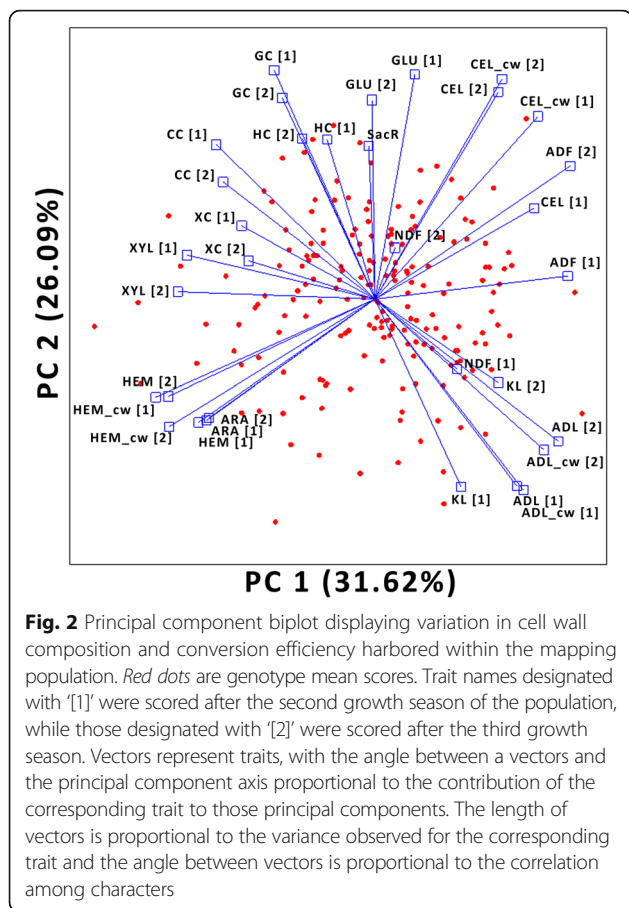 GC [1]
GLU [1]
CEL_cw [2]
GC [2]
GLU [2]
CEL [2]
CEL_cw [1]
CC [1]
HC [2]
HC [1]
SacR
ADF [2]
CC [2]
CEL [1]
XC [1]
NDF [2]
XYL [1]
XC [2]
ADF [1]
XYL [2]
NDF [1]
HEM [2]
KL [2]
HEM_cw [1]
ARA [2]
HEM_cw [2]
ARA [1]
ADL [2]
HEM [1]
ADL_cw [2]
KL [1]
ADL [1]
ADL_cw [1]
PC 2 (26.09%)
PC 1 (31.62%)
Fig. 2 Principal component biplot displaying variation in cell wall
composition and conversion efficiency harbored within the mapping
population. Red dots are genotype mean scores. Trait names designated
with '[1]' were scored after the second growth season of the population,
while those designated with '[2]' were scored after the third growth
season. Vectors represent traits, with the angle between a vectors and
the principal component axis proportional to the contribution of the
corresponding trait to those principal components. The length of
vectors is proportional to the variance observed for the corresponding
trait and the angle between vectors is proportional to the correlation
among characters